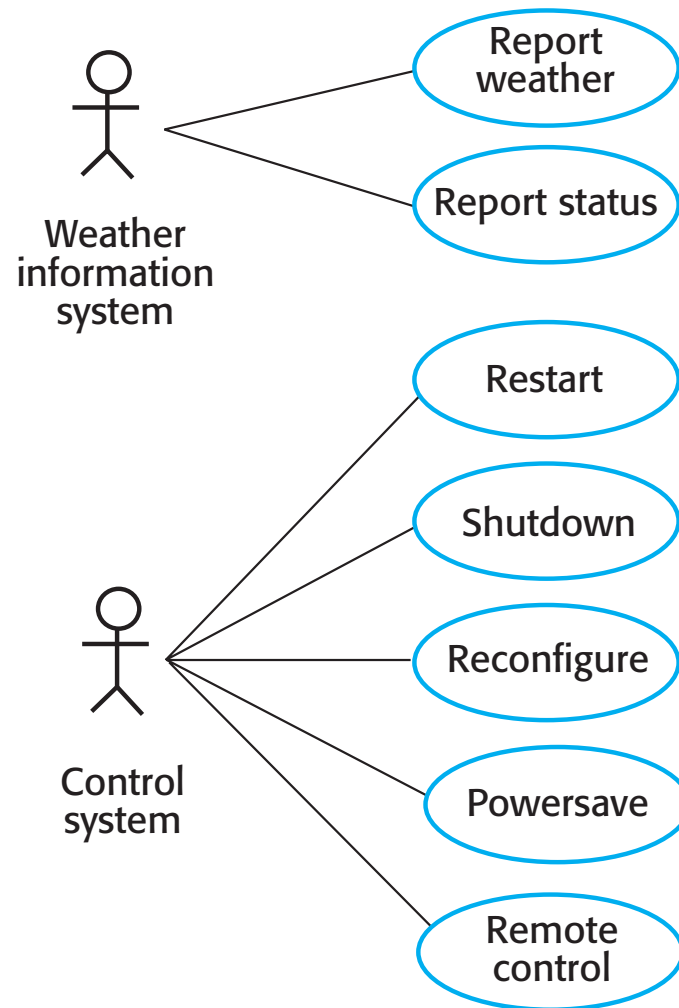 Report
weather
Report status
Weather
information
system
Restart
Shutdown
Reconfigure
Control
system
Powersave
Remote
control